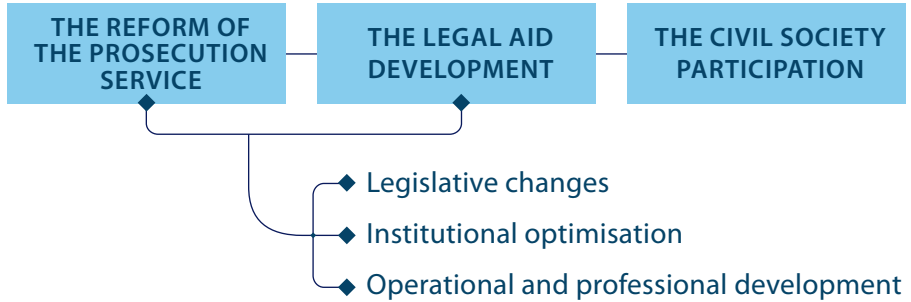 THE REFORM OF
THE PROSECUTION
SERVICE
THE LEGAL AID
DEVELOPMENT
THE CIVIL SOCIETY
PARTICIPATION
Legislative changes
Institutional optimisation
Operational and professional development